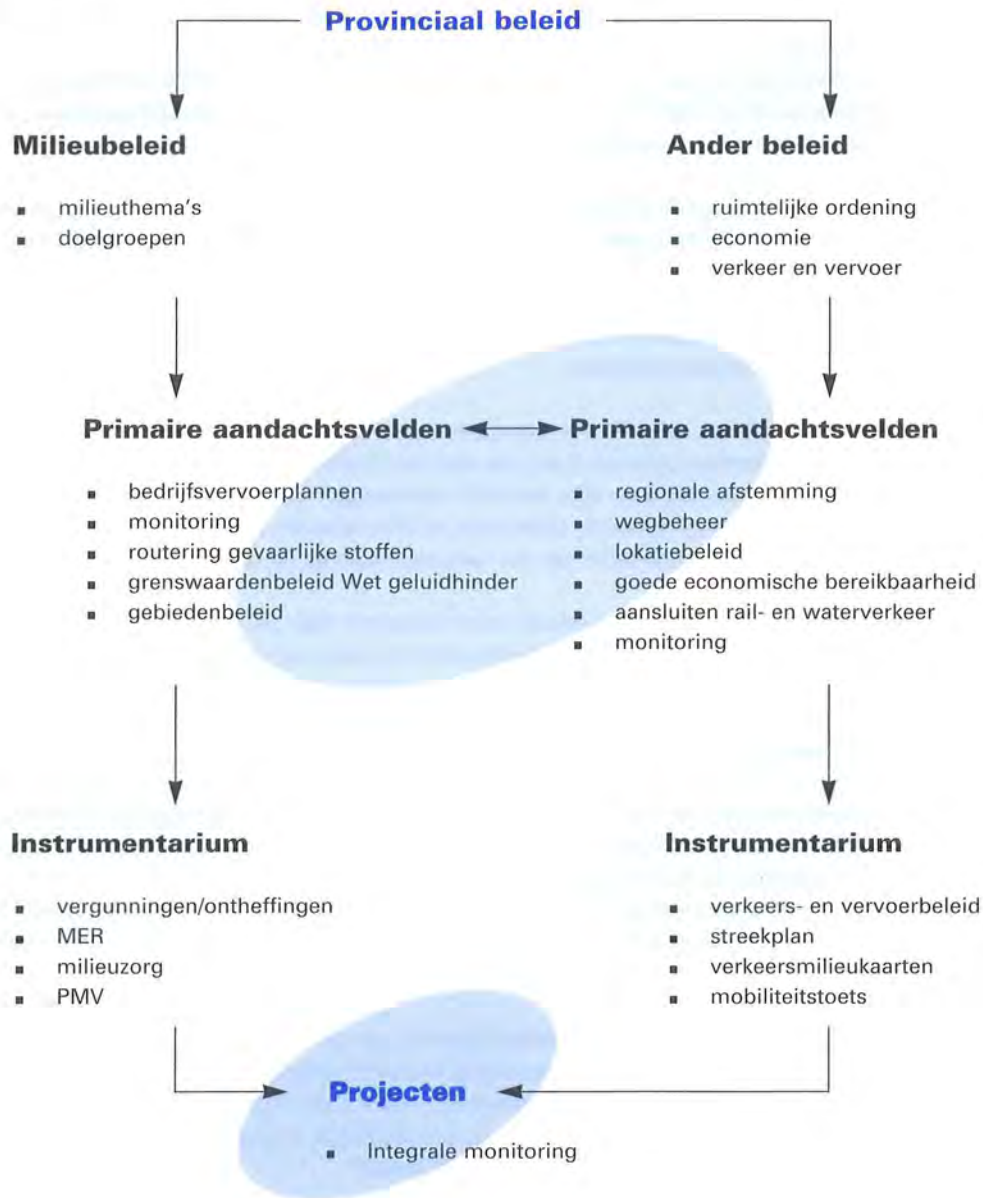 Provinciaal beleid
Milieubeleid
▪ milieuthema's
▪ doelgroepen
Ander beleid
▪ ruimtelijke ordening
▪ economie
▪ verkeer en vervoer
Primaire aandachtsvelden
▪ bedrijfsvervoerplannen
▪ monitoring
▪ routering gevaarlijke stoffen
▪ grenswaardenbeleid Wet geluidhinder
▪ gebiedenbeleid
Primaire aandachtsvelden
▪ regionale afstemming
▪ wegbeheer
▪ lokatiebeleid
▪ goede economische bereikbaarheid
▪ aansluiten rail- en waterverkeer
▪ monitoring
Instrumentarium
▪ vergunningen/ontheffingen
▪ MER
▪ milieuzorg
▪ PMV
Instrumentarium
▪ verkeers- en vervoerbeleid
▪ streekplan
▪ verkeersmilieukaarten
▪ mobiliteitstoets
Projecten
▪ Integrale monitoring